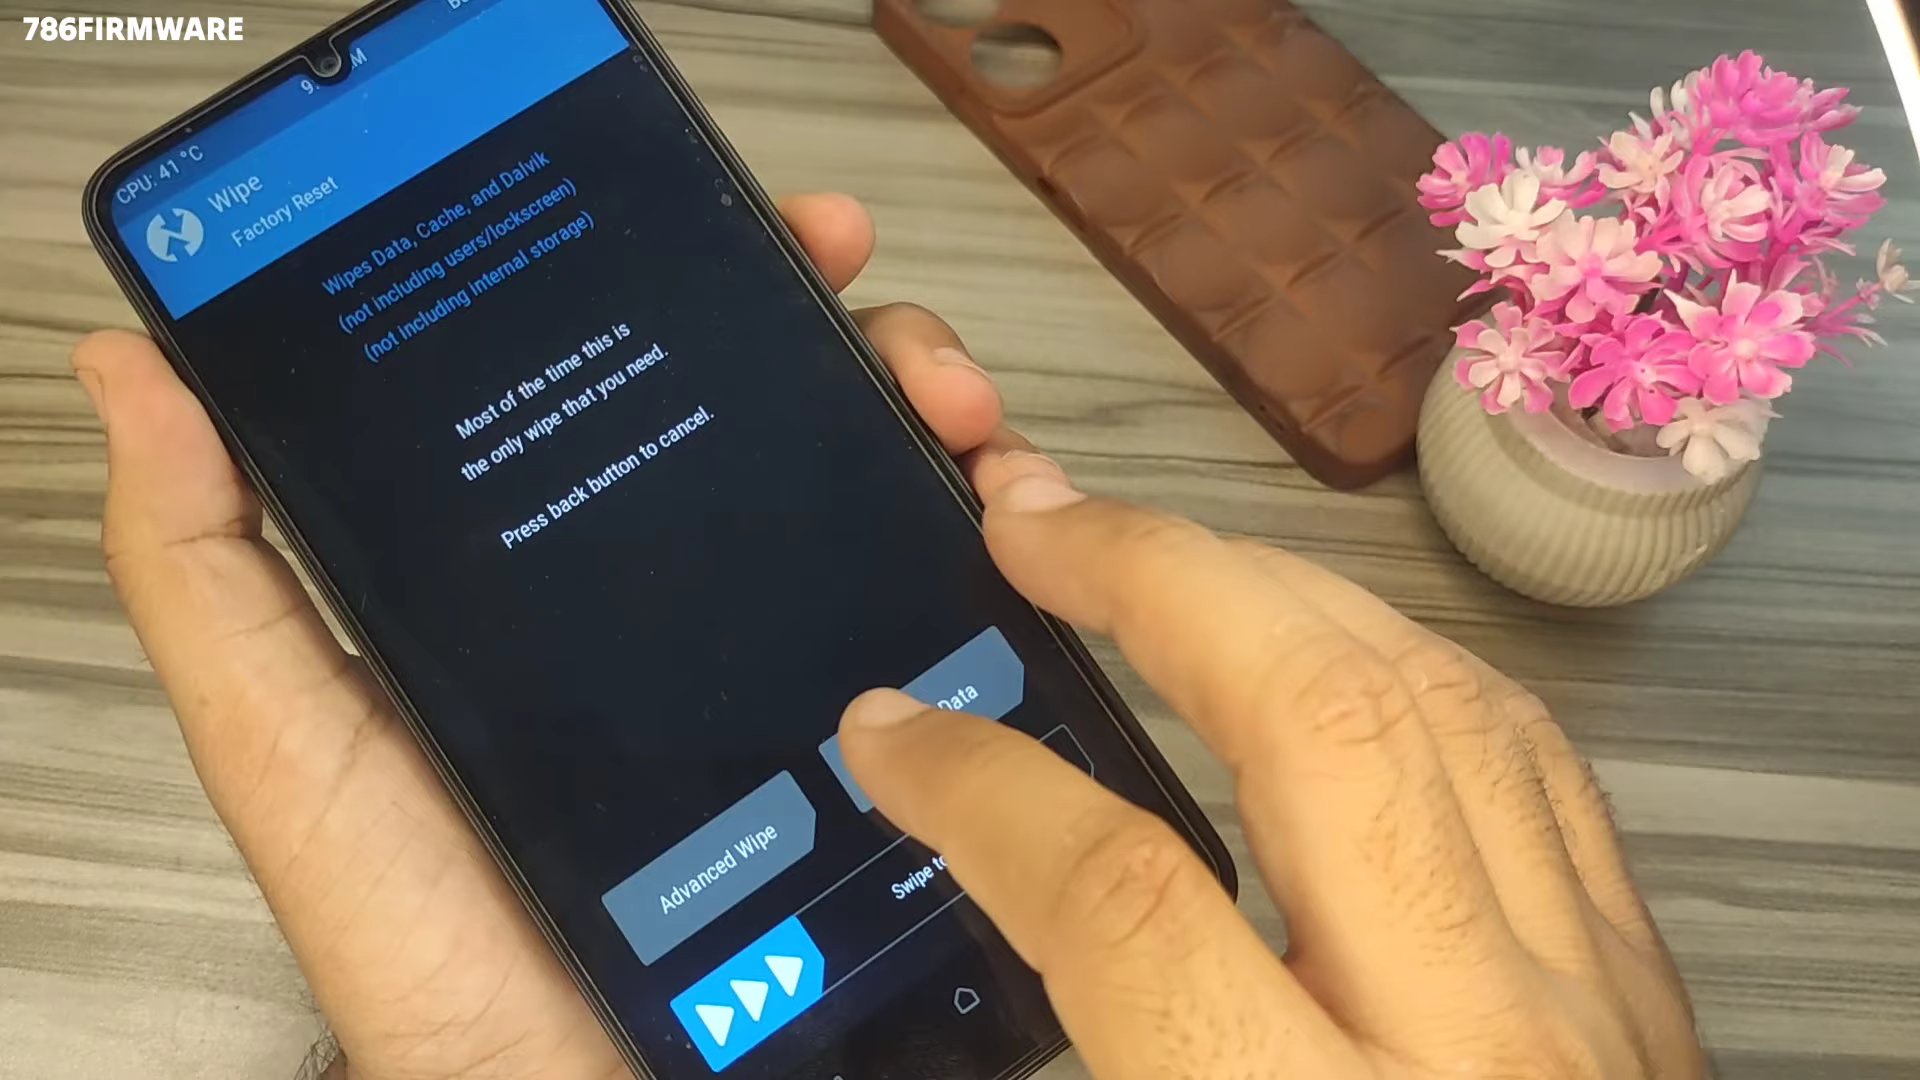 786FIRMWARE
CPU: 41 °C
Wipe
Factory Reset
Wipes Data, Cache, and Dalvik
(not including users/lockscreen)
(not including internal storage)
Most of the time this is
the only wipe that you need.
Press back button to cancel.
Data
Advanced Wipe
Swipe